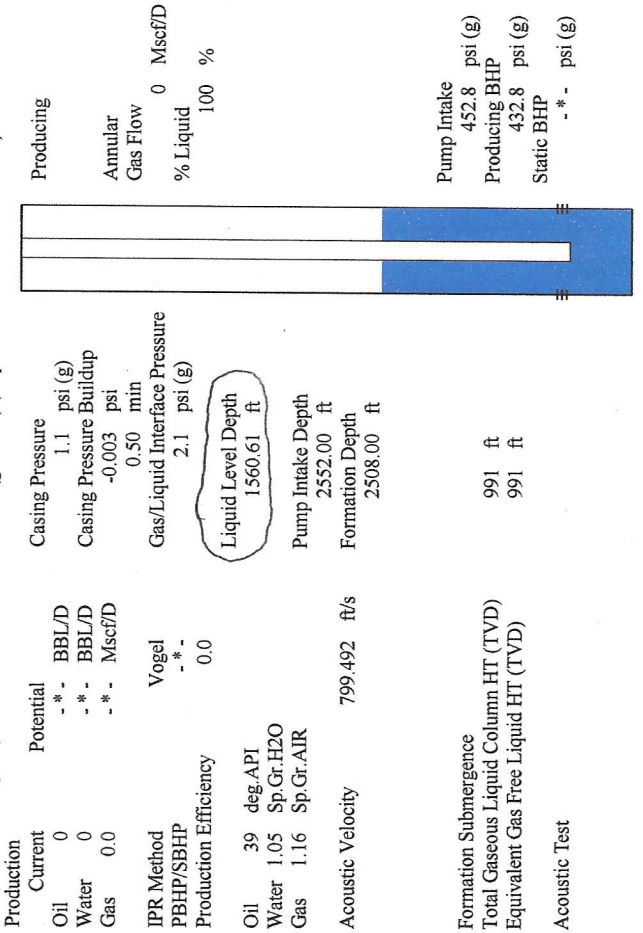 Production
Current Potential
Oil 0 - * - BBL/D
Water 0 - * - BBL/D
Gas 0.0 - * - Mscf/D
IPR Method Vogel
PBHP/SBHP - * -
Production Efficiency 0.0
Oil 39 deg.API
Water 1.05 Sp.Gr.H2O
Gas 1.16 Sp.Gr.AIR
Acoustic Velocity 799.492 ft/s
Formation Submergence
Total Gaseous Liquid Column HT (TVD) 991 ft
Equivalent Gas Free Liquid HT (TVD) 991 ft
Acoustic Test
Casing Pressure
1.1 psi (g)
Casing Pressure Buildup
-0.003 psi
0.50 min
Gas/Liquid Interface Pressure
2.1 psi (g)
Liquid Level Depth
1560.61 ft
Pump Intake Depth
2552.00 ft
Formation Depth
2508.00 ft
Producing
Annular
Gas Flow
0 Mscf/D
% Liquid
100 %
Pump Intake
452.8 psi (g)
Producing BHP
432.8 psi (g)
Static BHP
- * - psi (g)